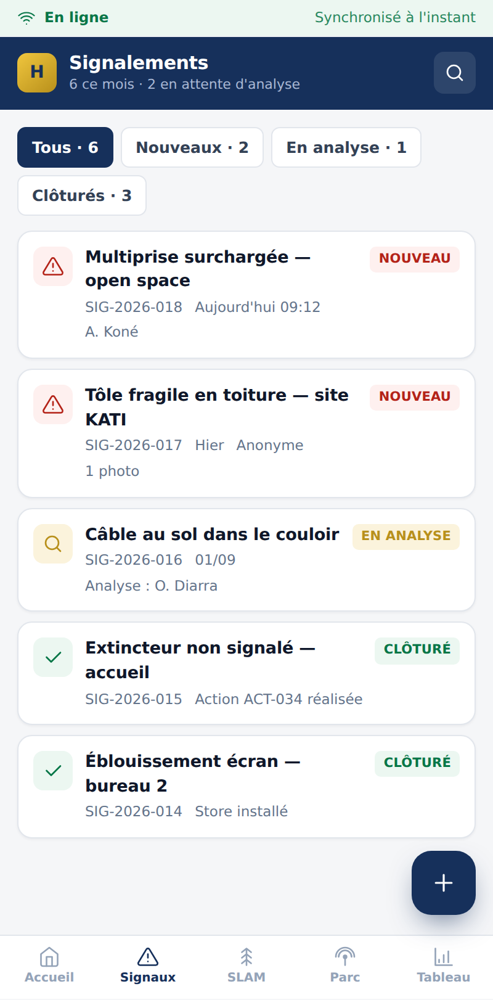 En ligne
Synchronisé à l'instant
H
Signalements
6 ce mois · 2 en attente d'analyse
Tous · 6
Nouveaux · 2
En analyse · 1
Clôturés · 3
Multiprise surchargée —
open space
NOUVEAU
SIG-2026-018 Aujourd'hui 09:12
A. Koné
Tôle fragile en toiture — site
KATI
NOUVEAU
SIG-2026-017 Hier Anonyme
1 photo
Câble au sol dans le couloir
EN ANALYSE
SIG-2026-016 01/09
Analyse : O. Diarra
Extincteur non signalé —
accueil
CLÔTURÉ
SIG-2026-015 Action ACT-034 réalisée
Éblouissement écran —
bureau 2
CLÔTURÉ
SIG-2026-014 Store installé
Accueil
Signaux
SLAM
Parc
Tableau